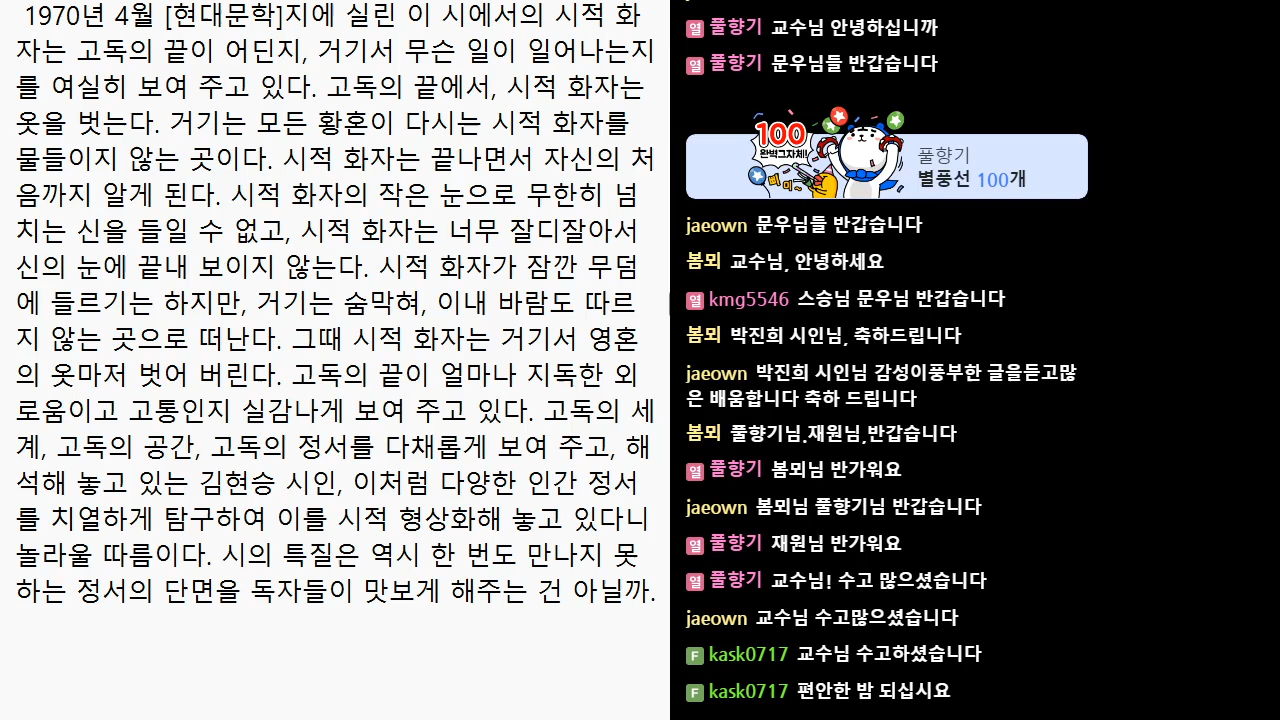 1970년 4월 [현대문학]지에 실린 이 시에서의 시적 화
자는 고독의 끝이 어딘지, 거기서 무슨 일이 일어나는지
를 여실히 보여 주고 있다. 고독의 끝에서, 시적 화자는
옷을 벗는다. 거기는 모든 황혼이 다시는 시적 화자를
물들이지 않는 곳이다. 시적 화자는 끝나면서 자신의 처
음까지 알게 된다. 시적 화자의 작은 눈으로 무한히 넘
치는 신을 들일 수 없고, 시적 화자는 너무 잘디잘아서
신의 눈에 끝내 보이지 않는다. 시적 화자가 잠깐 무덤
에 들르기는 하지만, 거기는 숨막혀, 이내 바람도 따르
지 않는 곳으로 떠난다. 그때 시적 화자는 거기서 영혼
의 옷마저 벗어 버린다. 고독의 끝이 얼마나 지독한 외
로움이고 고통인지 실감나게 보여 주고 있다. 고독의 세
계, 고독의 공간, 고독의 정서를 다채롭게 보여 주고, 해
석해 놓고 있는 김현승 시인, 이처럼 다양한 인간 정서
를 치열하게 탐구하여 이를 시적 형상화해 놓고 있다니
놀라울 따름이다. 시의 특질은 역시 한 번도 만나지 못
하는 정서의 단면을 독자들이 맛보게 해주는 건 아닐까.
열 풀향기 교수님 안녕하십니까
열 풀향기 문우님들 반갑습니다
100
완벽그자체!
풀향기
별풍선 100개
jaeown 문우님들 반갑습니다
봄뫼 교수님, 안녕하세요
열 kmg5546 스승님 문우님 반갑습니다
봄뫼 박진희 시인님, 축하드립니다
jaeown 박진희 시인님 감성이풍부한 글을듣고많
은 배움합니다 축하 드립니다
봄뫼 풀향기님.재원님,반갑습니다
열 풀향기 봄뫼님 반가워요
jaeown 봄뫼님 풀향기님 반갑습니다
열 풀향기 재원님 반가워요
열 풀향기 교수님! 수고 많으셨습니다
jaeown 교수님 수고많으셨습니다
F kask0717 교수님 수고하셨습니다
F kask0717 편안한 밤 되십시요